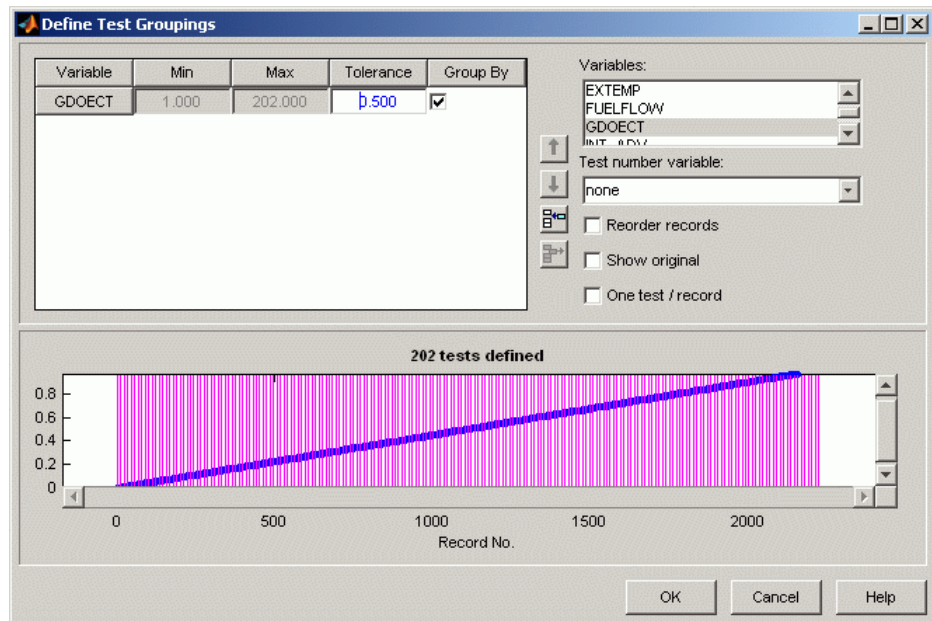 Define Test Groupings
Variable Min Max Tolerance Group By
GDOECT 1.000 202.000 0.500
Variables:
EXTEMP
FUELFLOW
GDOECT
Test number variable:
none
Reorder records
Show original
One test / record
202 tests defined
0.8
0.6
0.4
0.2
0
0 500 1000 1500 2000
Record No.
OK Cancel Help